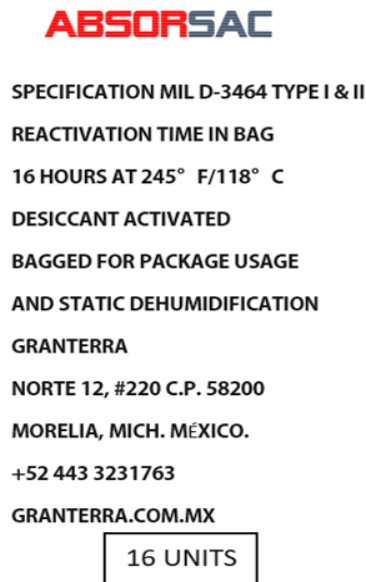 ABSORSAC
SPECIFICATION MIL D-3464 TYPE I & II
REACTIVATION TIME IN BAG
16 HOURS AT 245° F/118° C
DESICCANT ACTIVATED
BAGGED FOR PACKAGE USAGE
AND STATIC DEHUMIDIFICATION
GRANTERRA
NORTE 12, #220 C.P. 58200
MORELIA, MICH. MÉXICO.
+52 443 3231763
GRANTERRA.COM.MX
16 UNITS